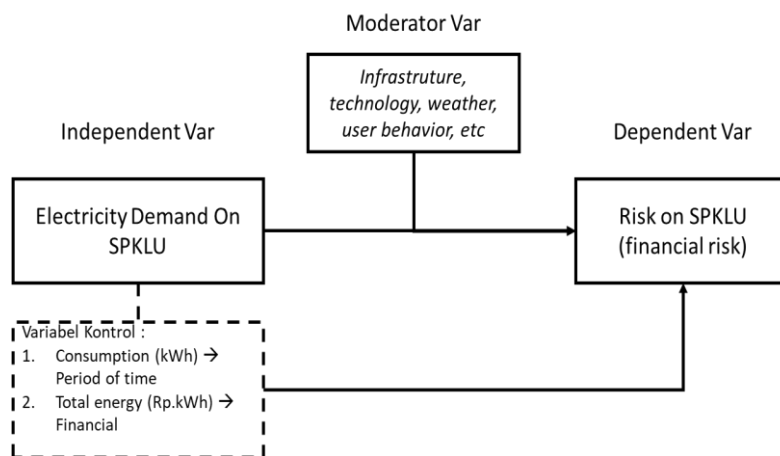 Moderator Var
Infrastruture,
technology, weather,
user behavior, etc
Independent Var
Dependent Var
Electricity Demand On
SPKLU
Risk on SPKLU
(financial risk)
Variabel Kontrol :
1. Consumption (kWh) →
Period of time
2. Total energy (Rp.kWh) →
Financial